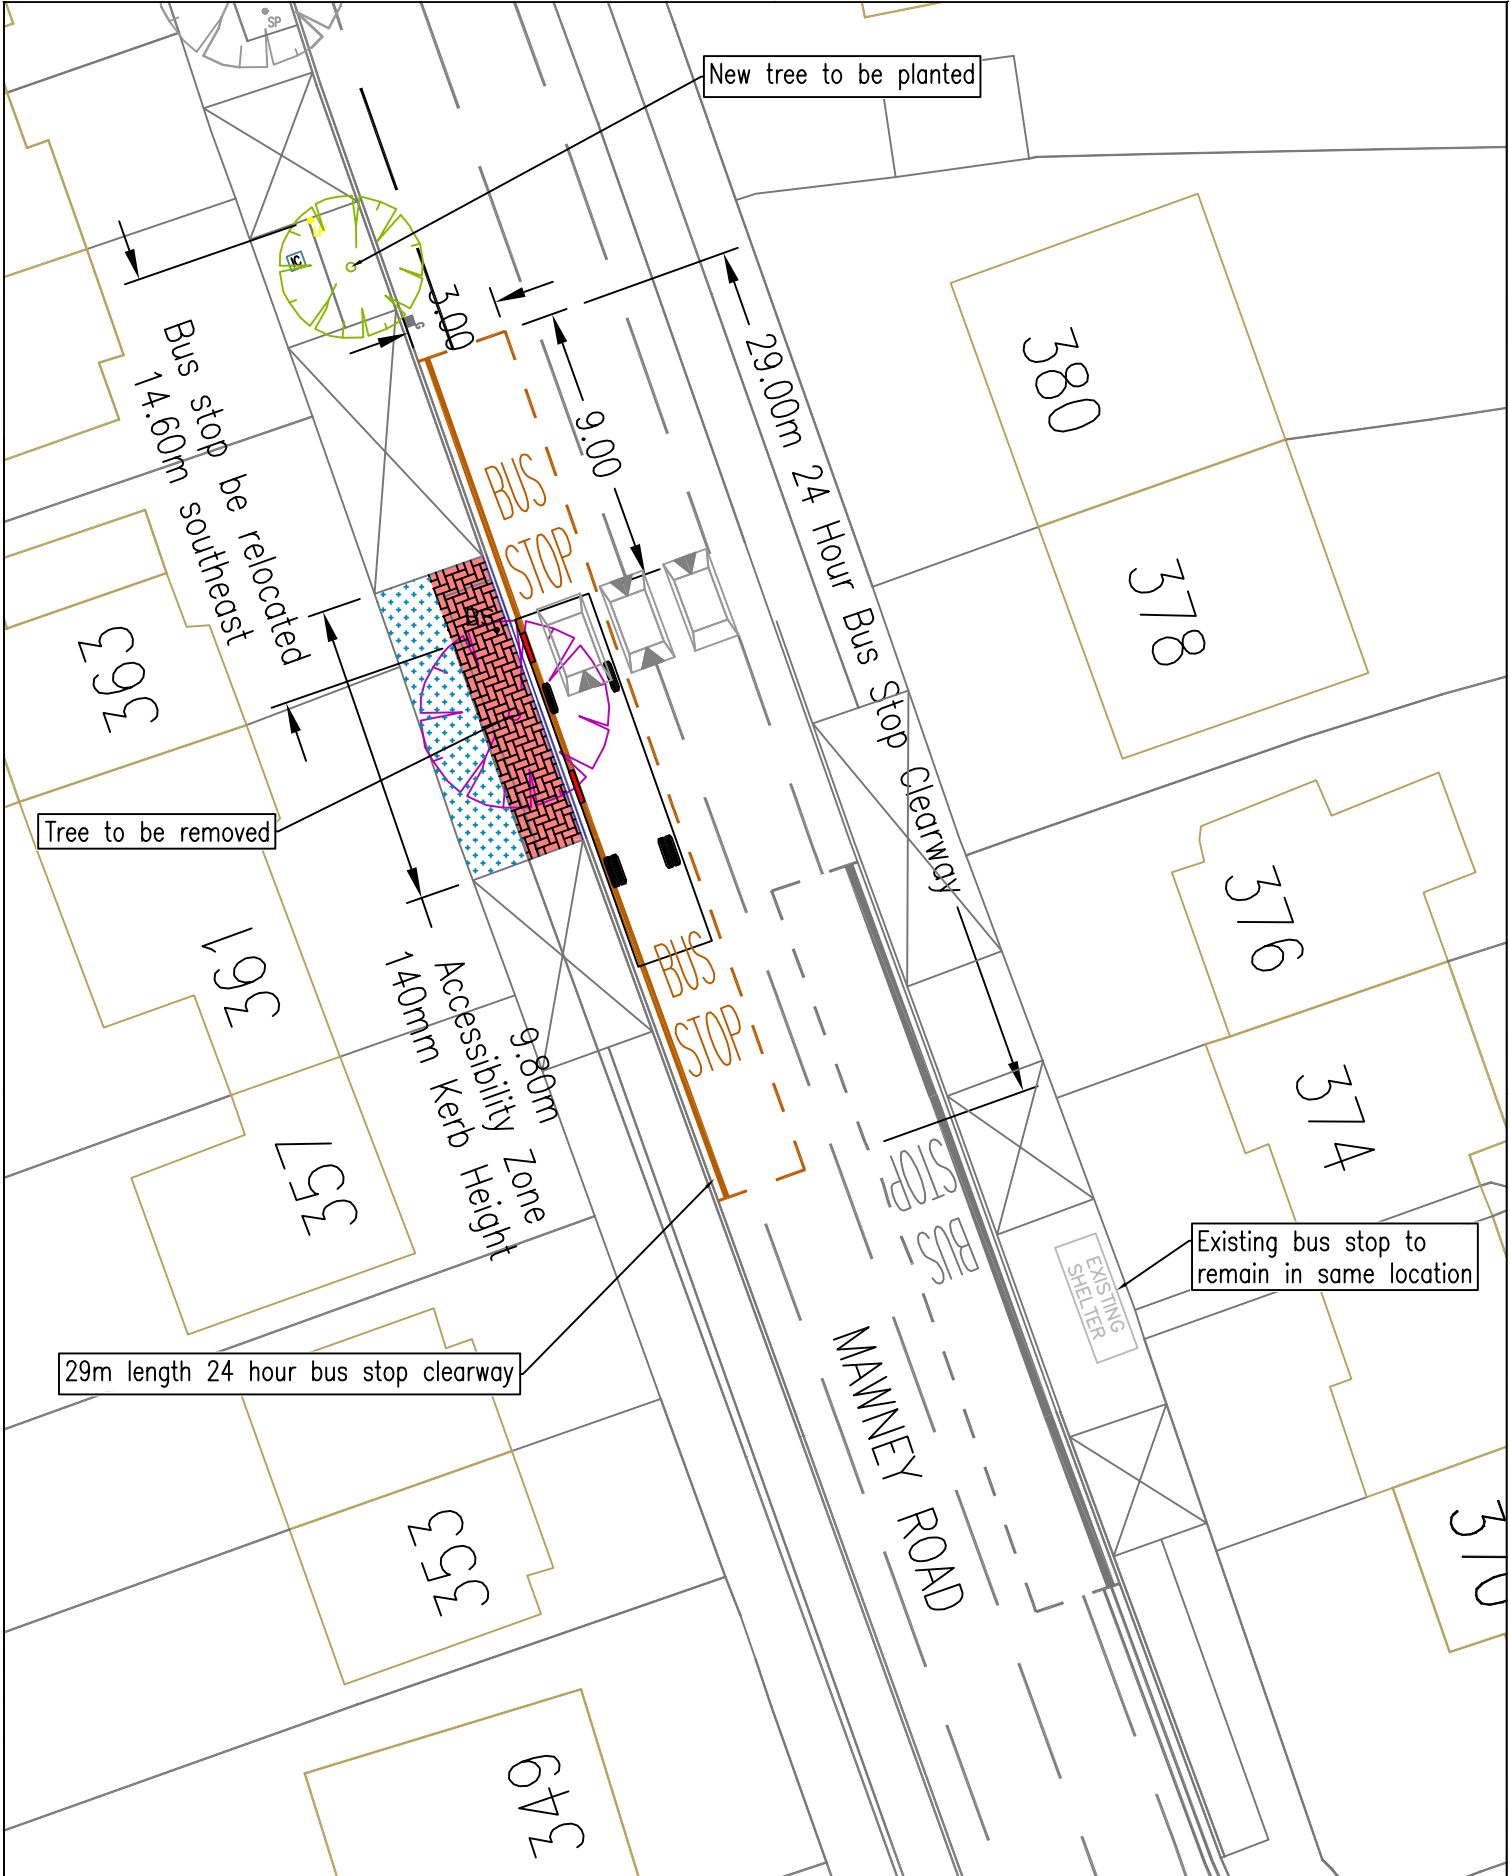 SP
New tree to be planted
IC
G
3.00
9.00
29.00m 24 Hour Bus Stop Clearway
Bus stop be relocated
14.60m southeast
BUS
STOP
BS
380
378
376
374
370
363
361
357
353
349
Tree to be removed
9.80m
Accessibility Zone
140mm Kerb Height
BUS
STOP
BUS
STOP
EXISTING
SHELTER
Existing bus stop to
remain in same location
29m length 24 hour bus stop clearway
MAWNEY ROAD